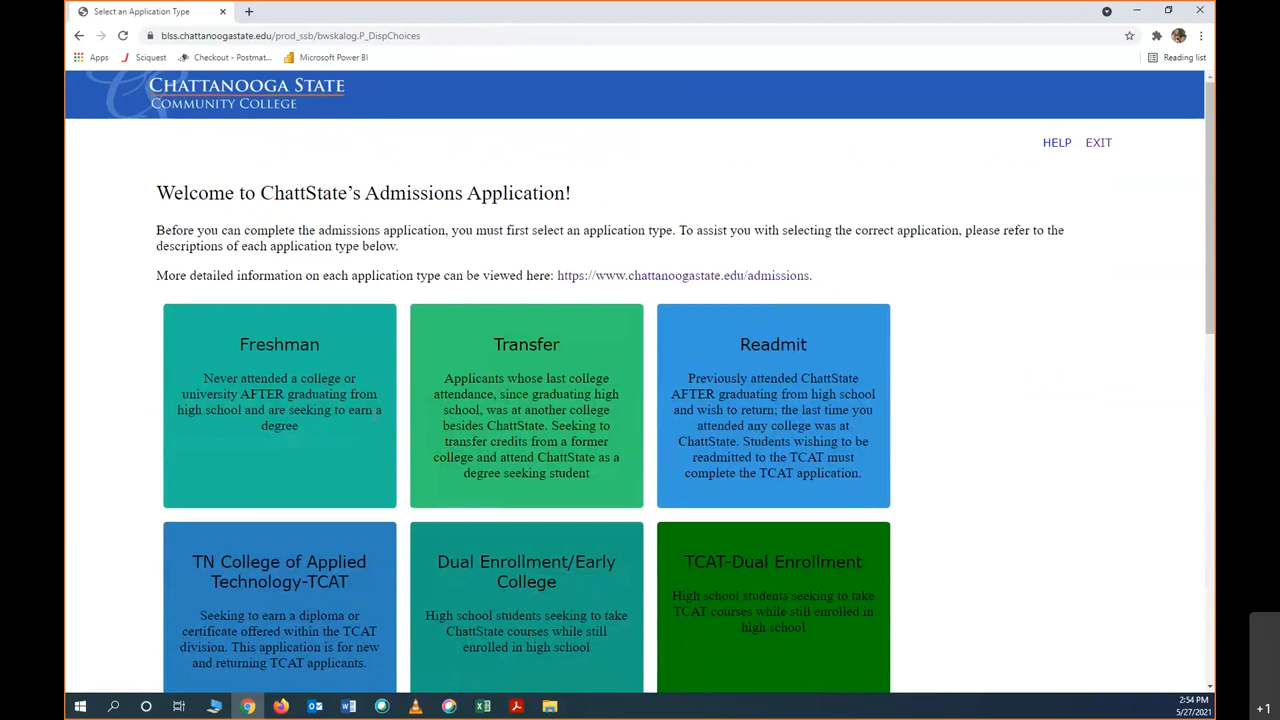 Select an Application Type
blss.chattanoogastate.edu/prod_ssb/bwskalog.P_DispChoices
Apps
Sciquest
Checkout - Postmat...
Microsoft Power BI
Reading list
CHATTANOOGA STATE
COMMUNITY COLLEGE
HELP EXIT
Welcome to ChattState's Admissions Application!
Before you can complete the admissions application, you must first select an application type. To assist you with selecting the correct application, please refer to the
descriptions of each application type below.
More detailed information on each application type can be viewed here: https://www.chattanoogastate.edu/admissions.
Freshman
Never attended a college or
university AFTER graduating from
high school and are seeking to earn a
degree
Transfer
Applicants whose last college
attendance, since graduating high
school, was at another college
besides ChattState. Seeking to
transfer credits from a former
college and attend ChattState as a
degree seeking student
Readmit
Previously attended ChattState
AFTER graduating from high school
and wish to return; the last time you
attended any college was at
ChattState. Students wishing to be
readmitted to the TCAT must
complete the TCAT application.
TN College of Applied
Technology-TCAT
Seeking to earn a diploma or
certificate offered within the TCAT
division. This application is for new
and returning TCAT applicants.
Dual Enrollment/Early
College
High school students seeking to take
ChattState courses while still
enrolled in high school
TCAT-Dual Enrollment
High school students seeking to take
TCAT courses while still enrolled in
high school
2:54 PM
5/27/2021
+1